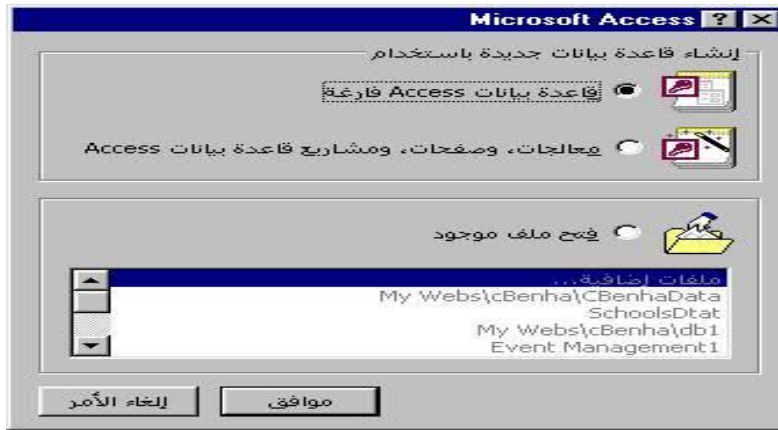 Microsoft Access
إنشاء قاعدة بيانات جديدة باستخدام
قاعدة بيانات Access فارغة
معالجات، وصفحات، ومشاريع قاعدة بيانات Access
فتح ملف موجود
ملفات إضافية...
My Webs\cBenha\CBenhaData
SchoolsDtat
My Webs\cBenha\db1
Event Management1
موافق
إلغاء الأمر